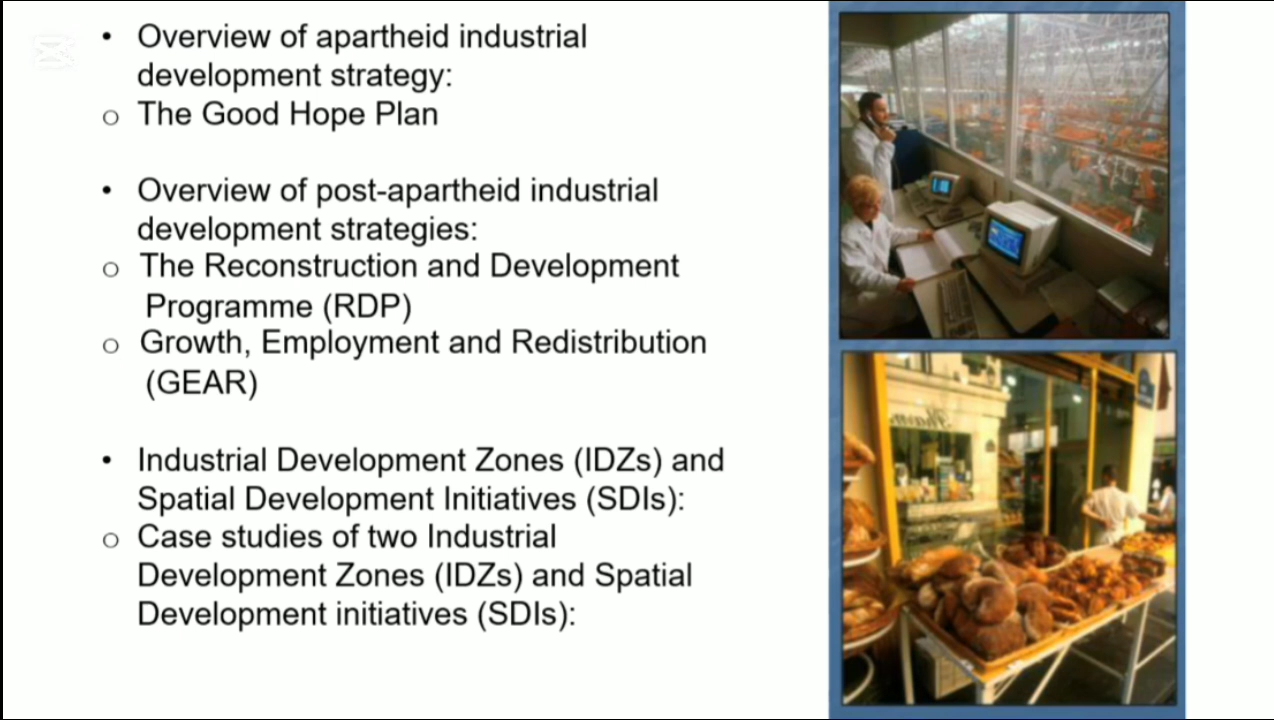 • Overview of apartheid industrial
development strategy:
o The Good Hope Plan
• Overview of post-apartheid industrial
development strategies:
o The Reconstruction and Development
Programme (RDP)
o Growth, Employment and Redistribution
(GEAR)
• Industrial Development Zones (IDZs) and
Spatial Development Initiatives (SDIs):
o Case studies of two Industrial
Development Zones (IDZs) and Spatial
Development initiatives (SDIs):